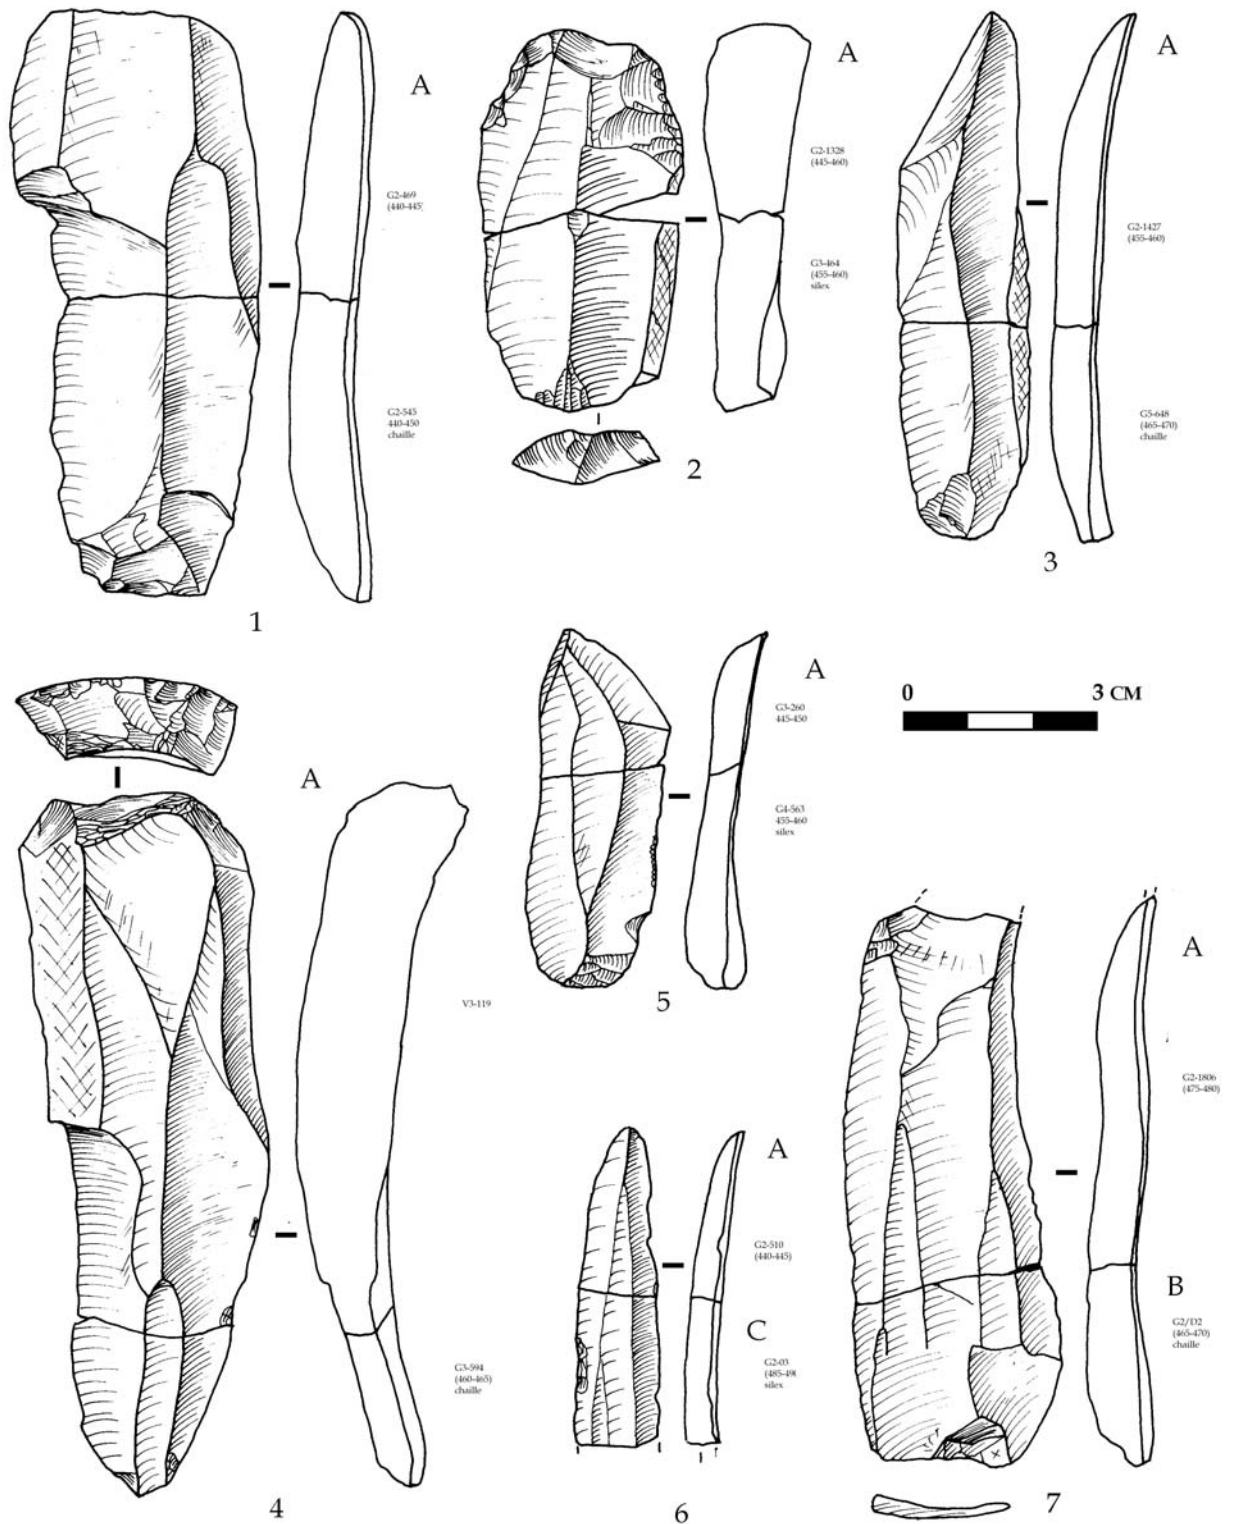 A
G2-469
(440-445)
G2-545
440-450
chaille
1
A
G2-1328
(445-460)
G3-464
(455-460)
silex
2
A
G2-1427
(455-460)
G5-648
(465-470)
chaille
3
0 3 CM
A
V3-119
G3-594
(460-465)
chaille
4
A
G3-260
445-450
G4-563
455-460
silex
5
A
G2-510
(440-445)
C
G2-03
(485-49
silex
6
A
G2-1806
(475-480)
B
G2/D2
(465-470)
chaille
7